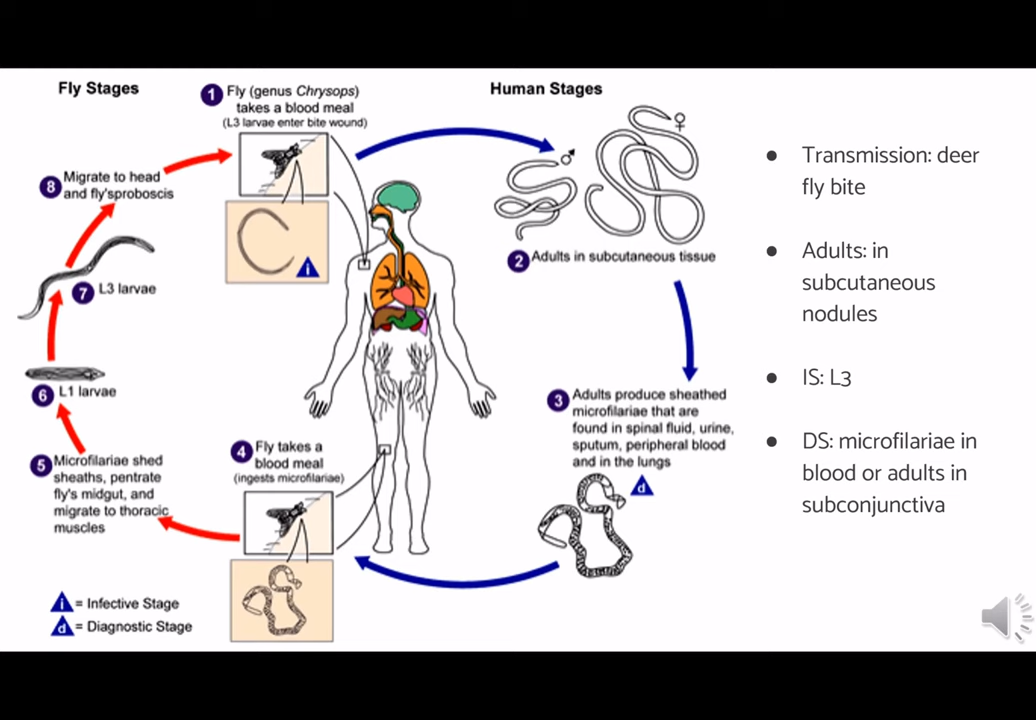 Fly Stages
1 Fly (genus Chrysops)
takes a blood meal
(L3 larvae enter bite wound)
i
8 Migrate to head
and fly'sproboscis
7 L3 larvae
6 L1 larvae
5 Microfilariae shed
sheaths, pentrate
fly's midgut, and
migrate to thoracic
muscles
4 Fly takes a
blood meal
(ingests microfilariae)
i = Infective Stage
d = Diagnostic Stage
Human Stages
♂
♀
2 Adults in subcutaneous tissue
3 Adults produce sheathed
microfilariae that are
found in spinal fluid, urine,
sputum, peripheral blood
and in the lungs
d
● Transmission: deer
fly bite
● Adults: in
subcutaneous
nodules
● IS: L3
● DS: microfilariae in
blood or adults in
subconjunctiva